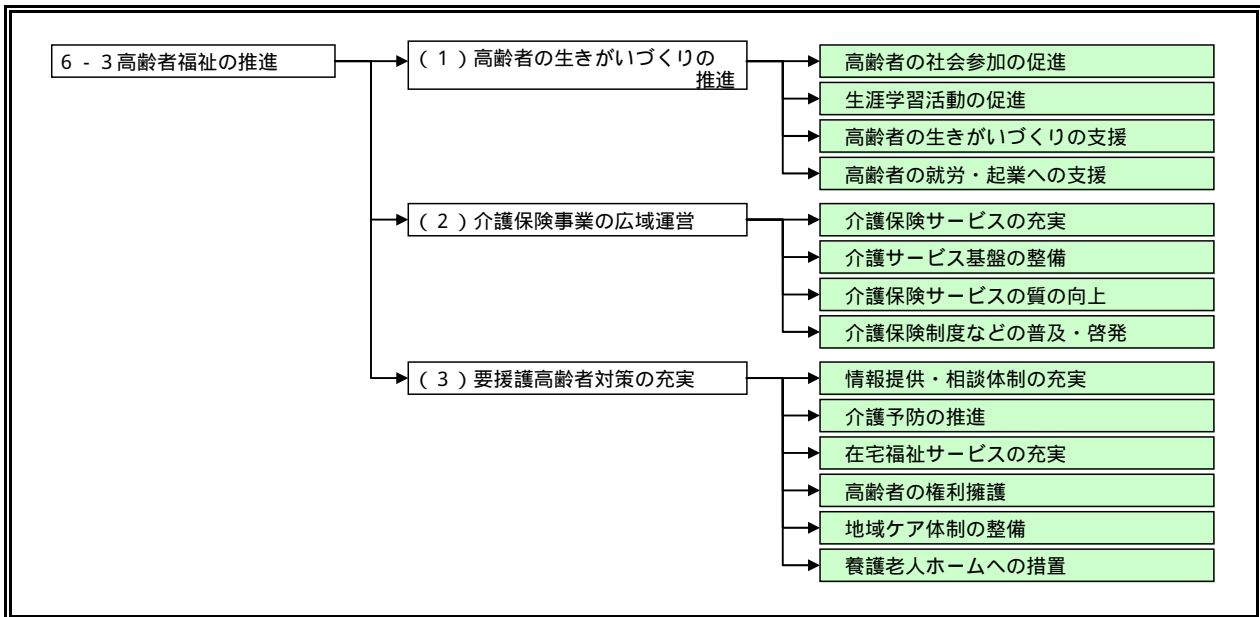 6-3高齢者福祉の推進
(1)高齢者の生きがいづくりの
推進
高齢者の社会参加の促進
生涯学習活動の促進
高齢者の生きがいづくりの支援
高齢者の就労・起業への支援
(2)介護保険事業の広域運営
介護保険サービスの充実
介護サービス基盤の整備
介護保険サービスの質の向上
介護保険制度などの普及・啓発
(3)要援護高齢者対策の充実
情報提供・相談体制の充実
介護予防の推進
在宅福祉サービスの充実
高齢者の権利擁護
地域ケア体制の整備
養護老人ホームへの措置